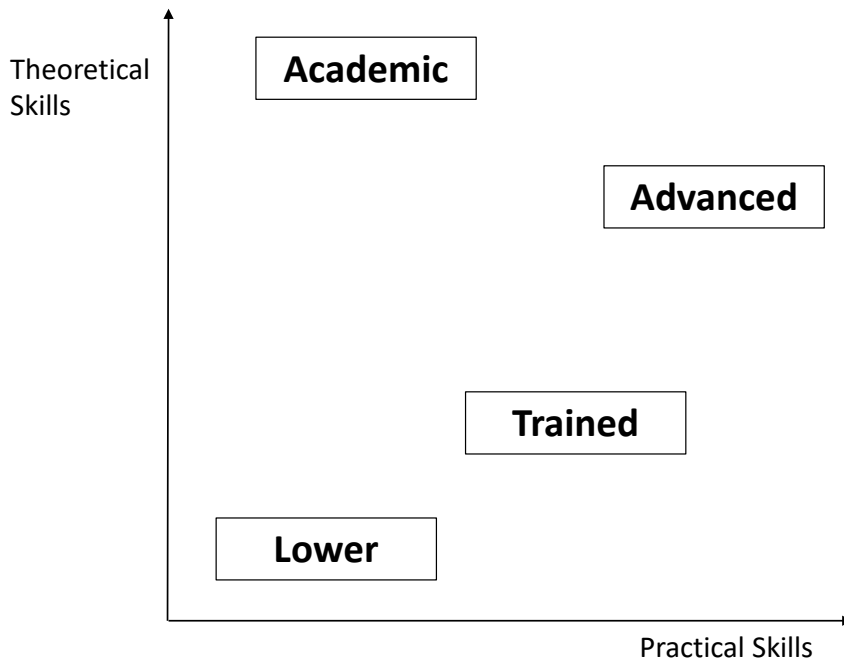 Theoretical
Skills
Academic
Advanced
Trained
Lower
Practical Skills